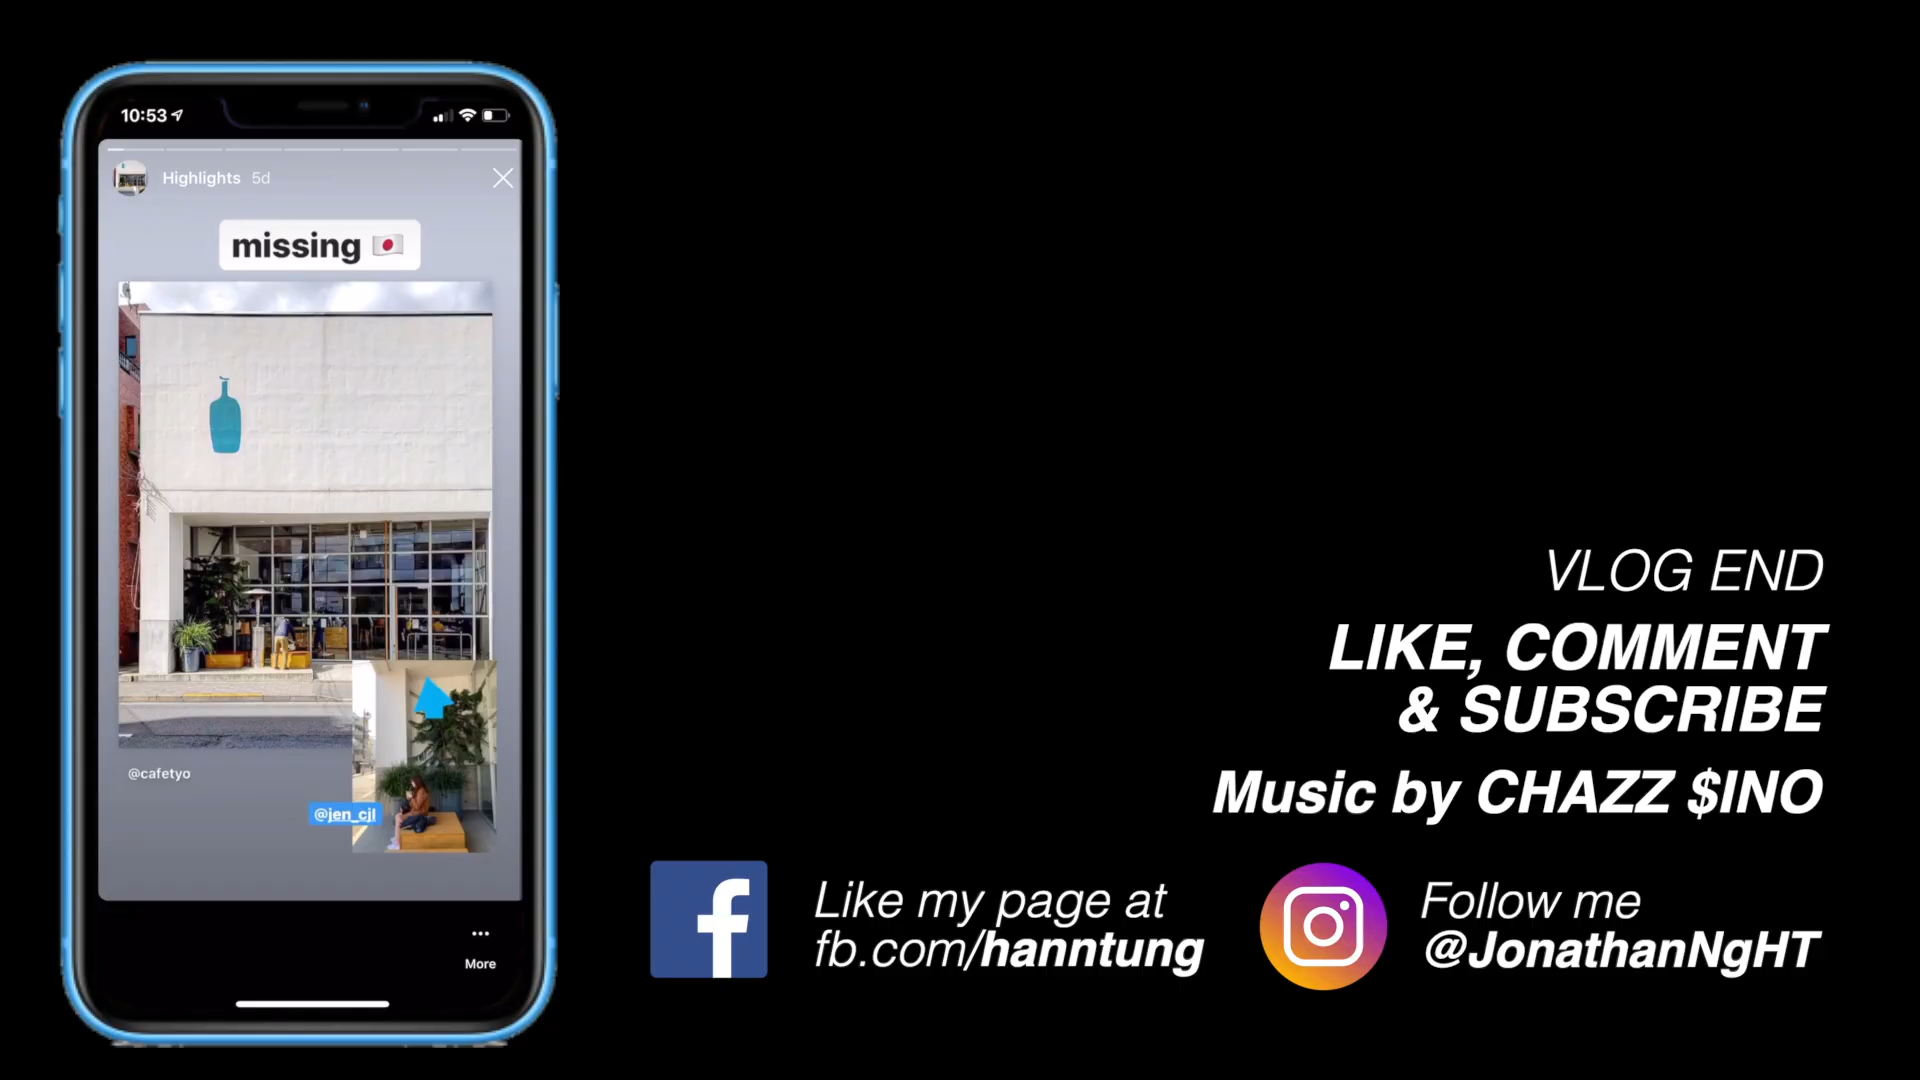 10:53
Highlights 5d
missing 🇯🇵
@cafetyo
@jen_cjl
More
VLOG END
LIKE, COMMENT
& SUBSCRIBE
Music by CHAZZ $INO
Like my page at
fb.com/hanntung
Follow me
@JonathanNgHT